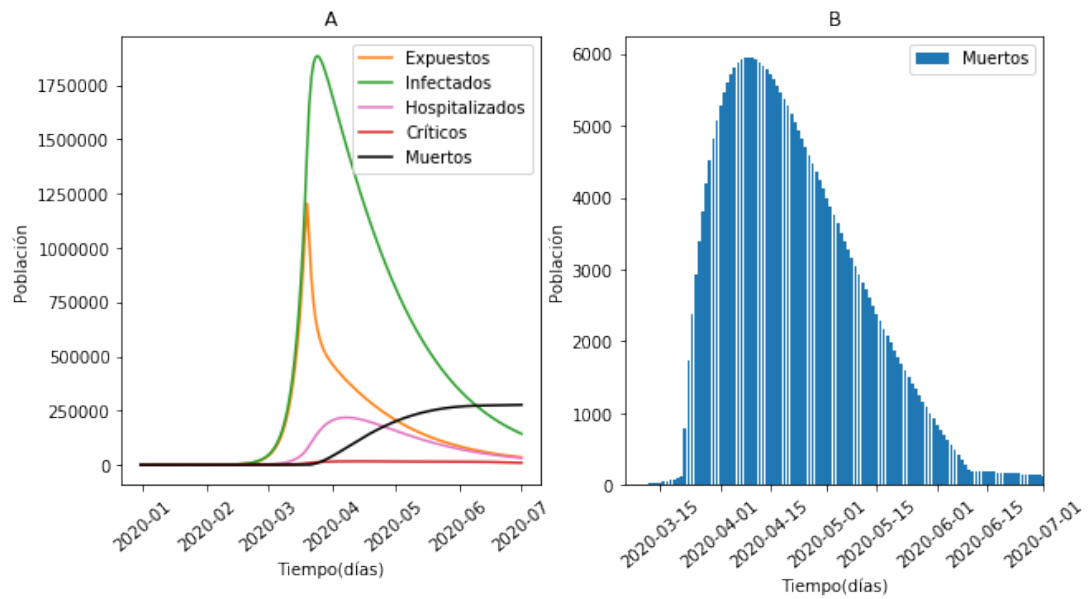 A
Población
1750000
1500000
1250000
1000000
750000
500000
250000
0
Expuestos
Infectados
Hospitalizados
Críticos
Muertos
2020-01
2020-02
2020-03
2020-04
2020-05
2020-06
2020-07
Tiempo(días)
B
Población
6000
5000
4000
3000
2000
1000
0
Muertos
2020-03-15
2020-04-01
2020-04-15
2020-05-01
2020-05-15
2020-06-01
2020-06-15
2020-07-01
Tiempo(días)